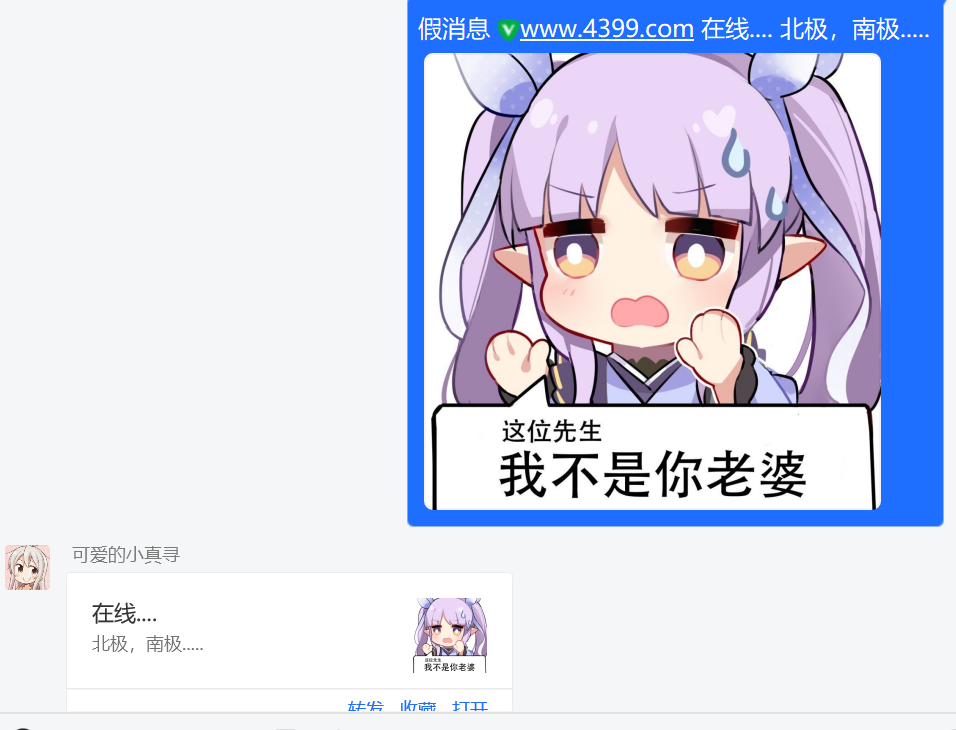 假消息 www.4399.com 在线.... 北极，南极.....
这位先生
我不是你老婆
可爱的小真寻
在线....
北极，南极.....
这位先生
我不是你老婆
转发 收藏 打开